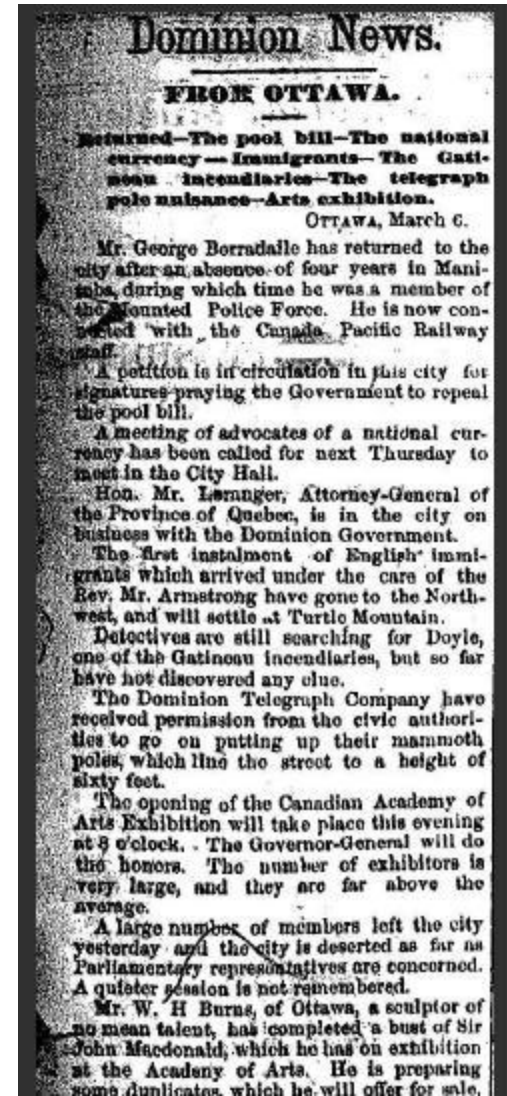 Dominion News.
FROM OTTAWA.
Returned—The pool bill—The national
currency—Immigrants—The Gati-
neau incendiaries—The telegraph
pole nuisance—Arts exhibition.
OTTAWA, March 6.
Mr. George Borradaile has returned to the
city after an absence of four years in Mani-
toba, during which time he was a member of
the Mounted Police Force. He is now con-
nected with the Canada Pacific Railway
staff.
A petition is in circulation in this city for
signatures praying the Government to repeal
the pool bill.
A meeting of advocates of a national cur-
rency has been called for next Thursday to
meet in the City Hall.
Hon. Mr. Loranger, Attorney-General of
the Province of Quebec, is in the city on
business with the Dominion Government.
The first instalment of English immi-
grants which arrived under the care of the
Rev. Mr. Armstrong have gone to the North-
west, and will settle at Turtle Mountain.
Detectives are still searching for Doyle,
one of the Gatineau incendiaries, but so far
have not discovered any clue.
The Dominion Telegraph Company have
received permission from the civic authori-
ties to go on putting up their mammoth
poles, which line the street to a height of
sixty feet.
The opening of the Canadian Academy of
Arts Exhibition will take place this evening
at 8 o'clock. The Governor-General will do
the honors. The number of exhibitors is
very large, and they are far above the
average.
A large number of members left the city
yesterday and the city is deserted as far as
Parliamentary representatives are concerned.
A quieter session is not remembered.
Mr. W. H Burns, of Ottawa, a sculptor of
no mean talent, has completed a bust of Sir
John Macdonald, which he has on exhibition
at the Academy of Arts. He is preparing
some duplicates, which he will offer for sale.